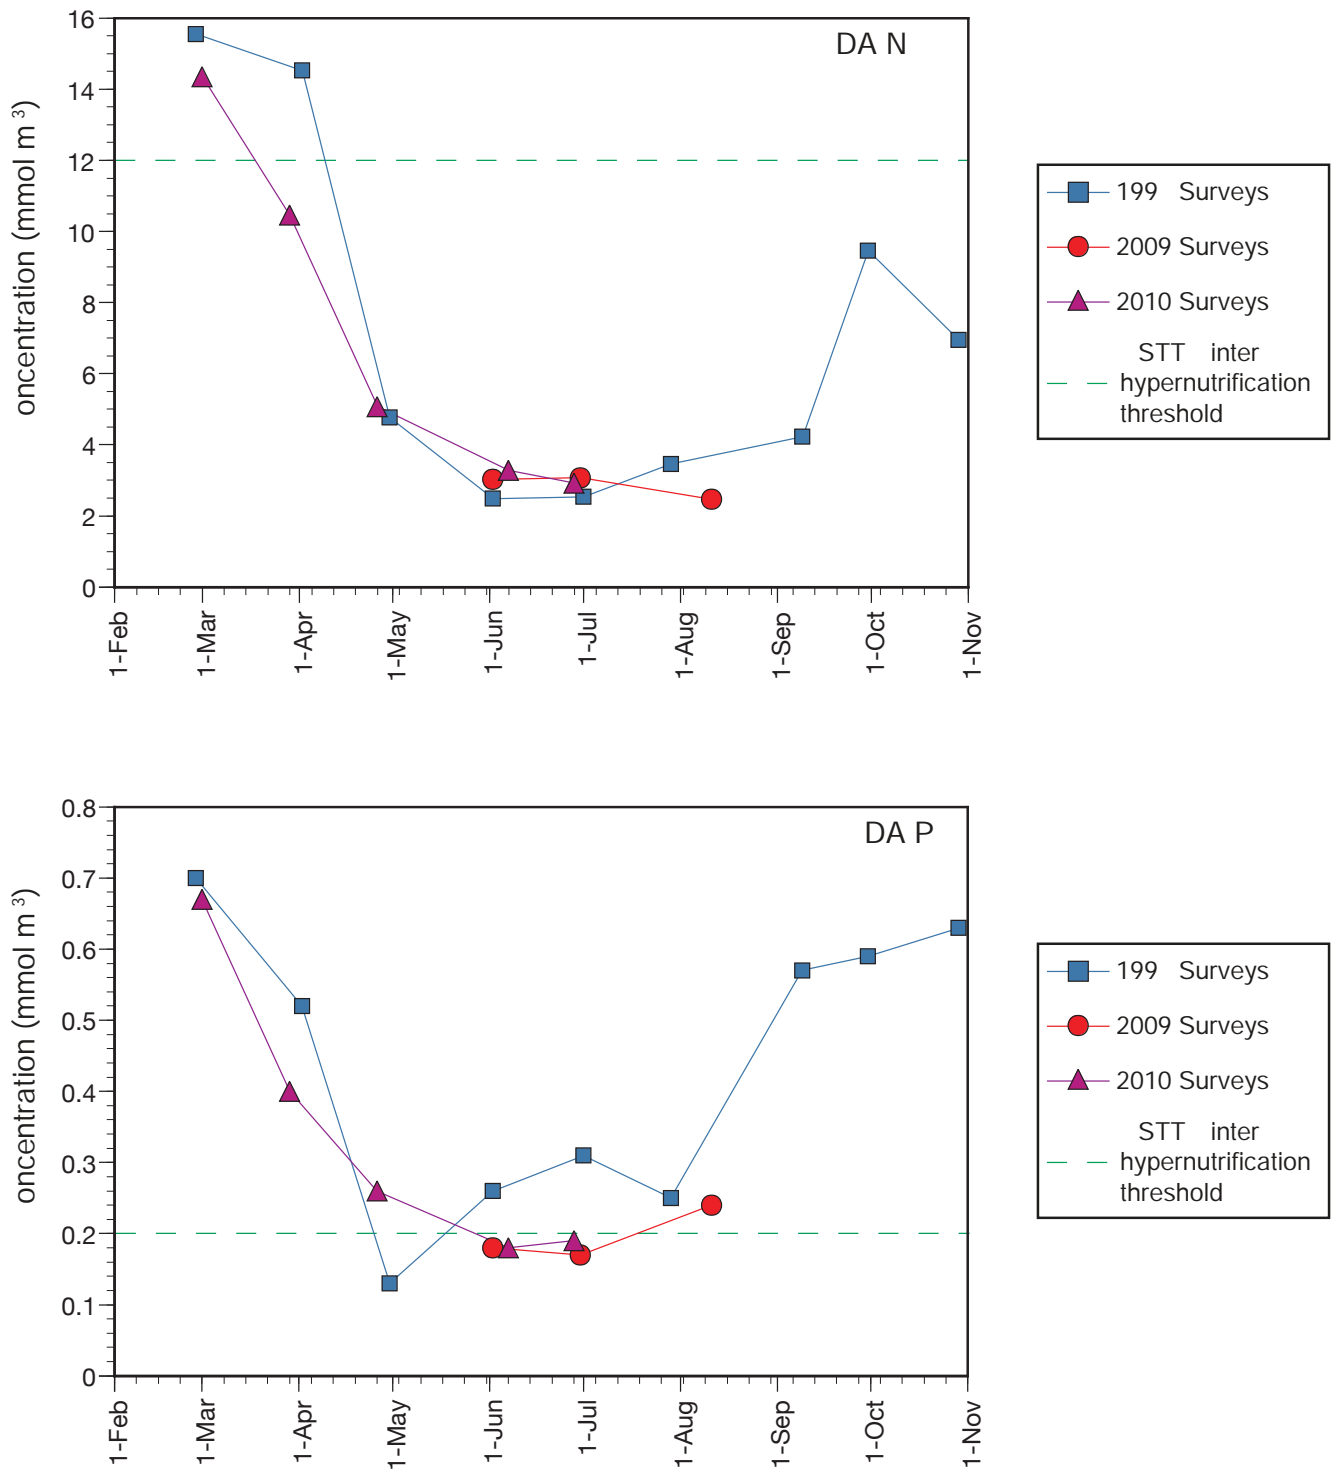 DA N
oncentration (mmol m 3)
16
14
12
10
8
6
4
2
0
1-Feb
1-Mar
1-Apr
1-May
1-Jun
1-Jul
1-Aug
1-Sep
1-Oct
1-Nov
199 Surveys
2009 Surveys
2010 Surveys
STT inter
hypernutrification
threshold
DA P
oncentration (mmol m 3)
0.8
0.7
0.6
0.5
0.4
0.3
0.2
0.1
0
1-Feb
1-Mar
1-Apr
1-May
1-Jun
1-Jul
1-Aug
1-Sep
1-Oct
1-Nov
199 Surveys
2009 Surveys
2010 Surveys
STT inter
hypernutrification
threshold